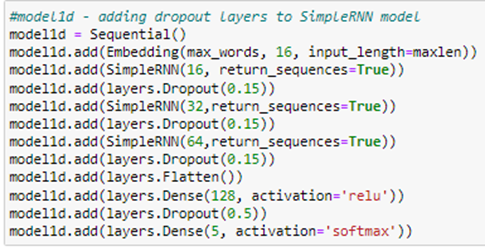 #model1d - adding dropout layers to SimpleRNN model
model1d = Sequential()
model1d.add(Embedding(max_words, 16, input_length=maxlen))
model1d.add(SimpleRNN(16, return_sequences=True))
model1d.add(layers.Dropout(0.15))
model1d.add(SimpleRNN(32,return_sequences=True))
model1d.add(layers.Dropout(0.15))
model1d.add(SimpleRNN(64,return_sequences=True))
model1d.add(layers.Dropout(0.15))
model1d.add(layers.Flatten())
model1d.add(layers.Dense(128, activation='relu'))
model1d.add(layers.Dropout(0.5))
model1d.add(layers.Dense(5, activation='softmax'))